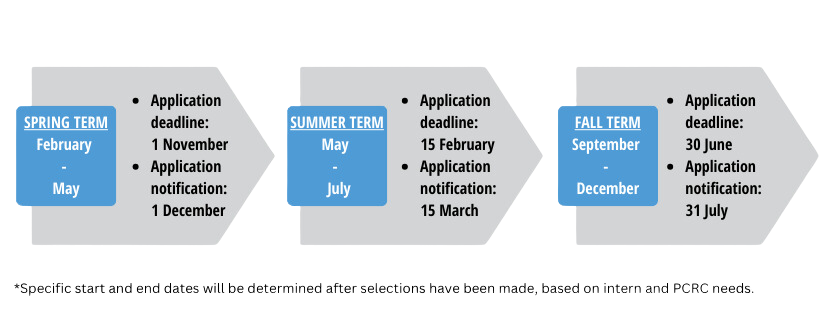 SPRING TERM
February
-
May
• Application
deadline:
1 November
• Application
notification:
1 December
SUMMER TERM
May
-
July
• Application
deadline:
15 February
• Application
notification:
15 March
FALL TERM
September
-
December
• Application
deadline:
30 June
• Application
notification:
31 July
*Specific start and end dates will be determined after selections have been made, based on intern and PCRC needs.